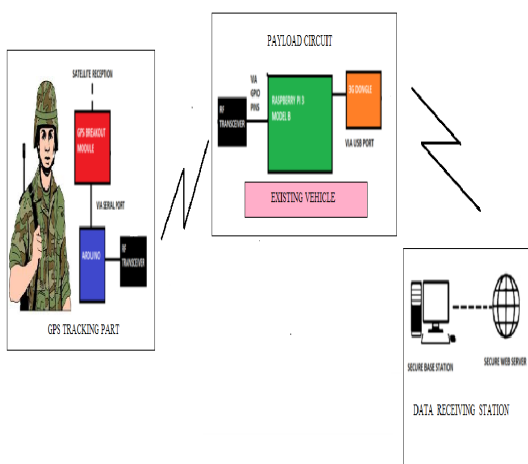 SATELLITE RECEPTION
GPS BREAKOUT
MODULE
VIA SERIAL PORT
ARDUINO
RF
TRANSCEIVER
GPS TRACKING PART
PAYLOAD CIRCUIT
RF
TRANSCEIVER
VIA
GPIO
PINS
RASPBERRY PI 3
MODEL B
3G DONGLE
VIA USB PORT
EXISTING VEHICLE
SECURE BASE STATION
SECURE WEB SERVER
DATA RECEIVING STATION